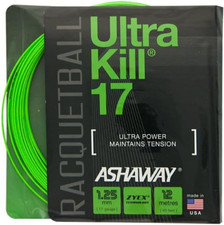 RACQUETBALL
Ultra
Kill®
17
ULTRA POWER
MAINTAINS TENSION
ASHAWAY
made in
USA
1.25
mm
ZYEX
12
metres